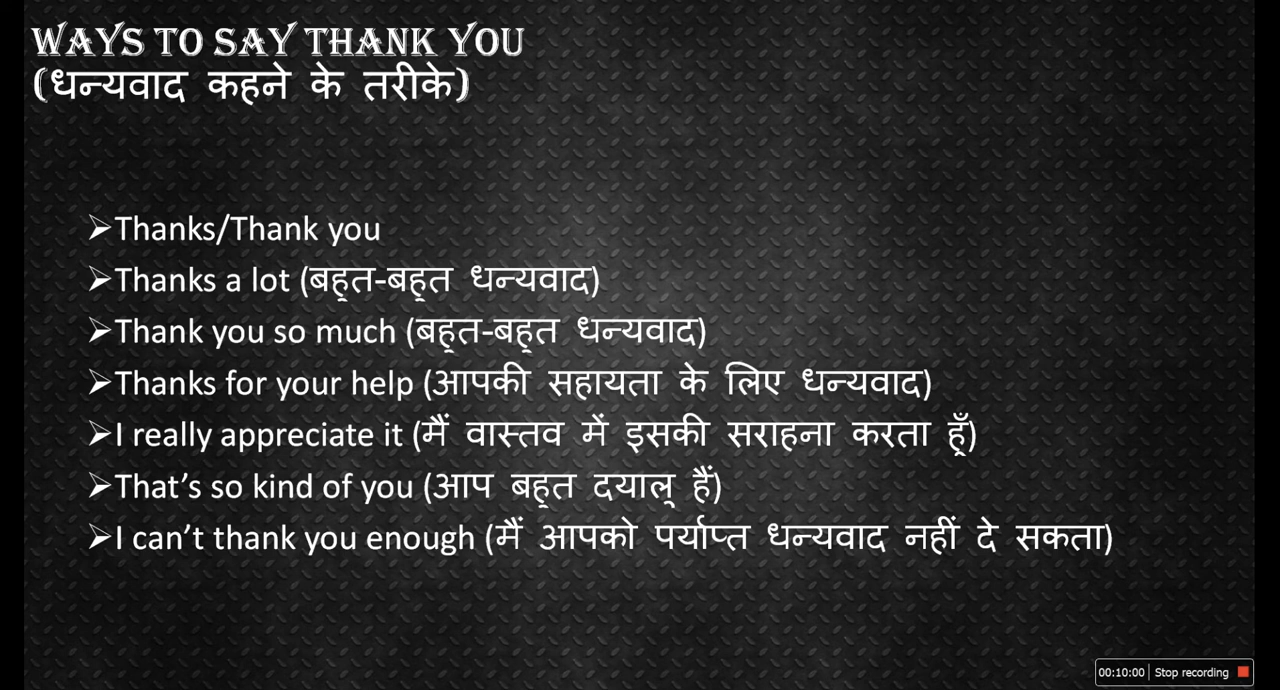 WAYS TO SAY THANK YOU
(धन्यवाद कहने के तरीके)
➢Thanks/Thank you
➢Thanks a lot (बहुत-बहुत धन्यवाद)
➢Thank you so much (बहुत-बहुत धन्यवाद)
➢Thanks for your help (आपकी सहायता के लिए धन्यवाद)
➢I really appreciate it (मैं वास्तव में इसकी सराहना करता हूँ)
➢That’s so kind of you (आप बहुत दयालु हैं)
➢I can’t thank you enough (मैं आपको पर्याप्त धन्यवाद नहीं दे सकता)
00:10:00 Stop recording